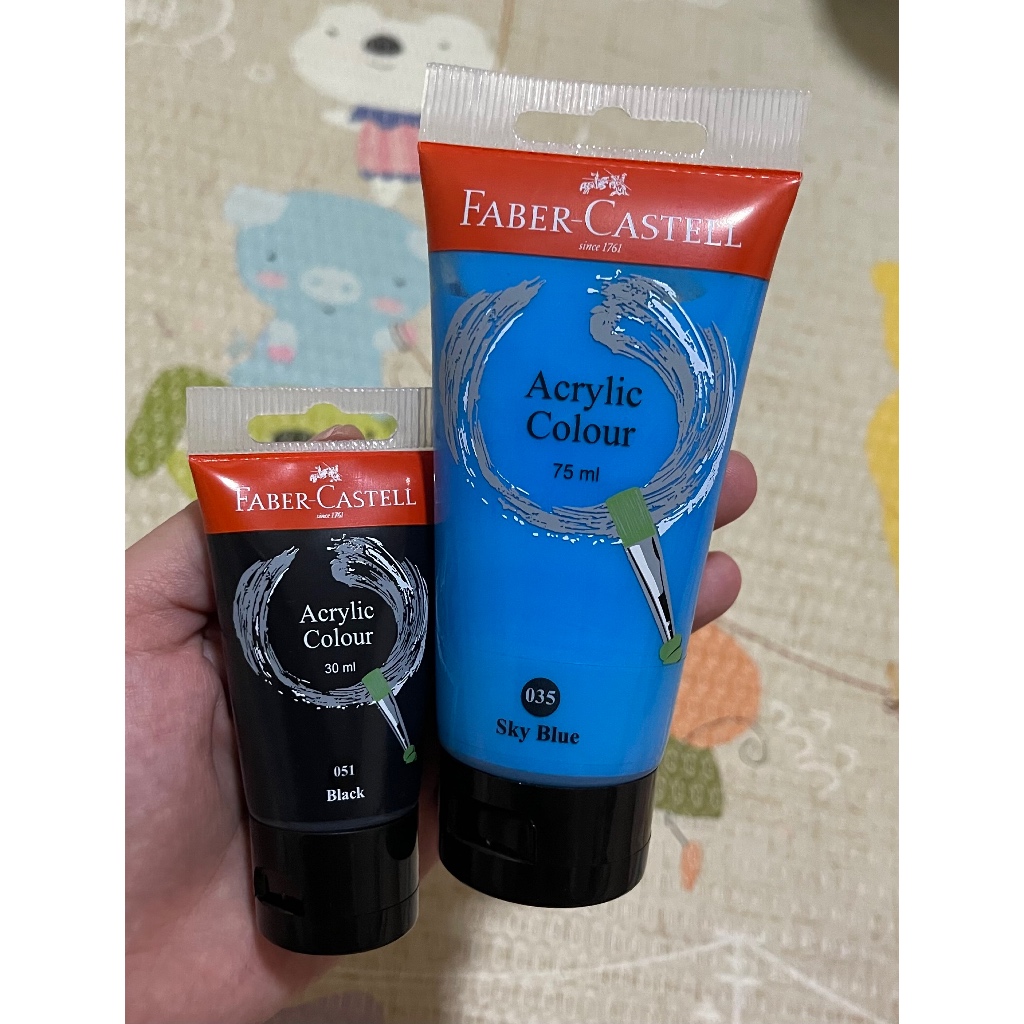 FABER-CASTELL
since 1761
Acrylic
Colour
75 ml
035
Sky Blue
FABER-CASTELL
since 1761
Acrylic
Colour
30 ml
051
Black